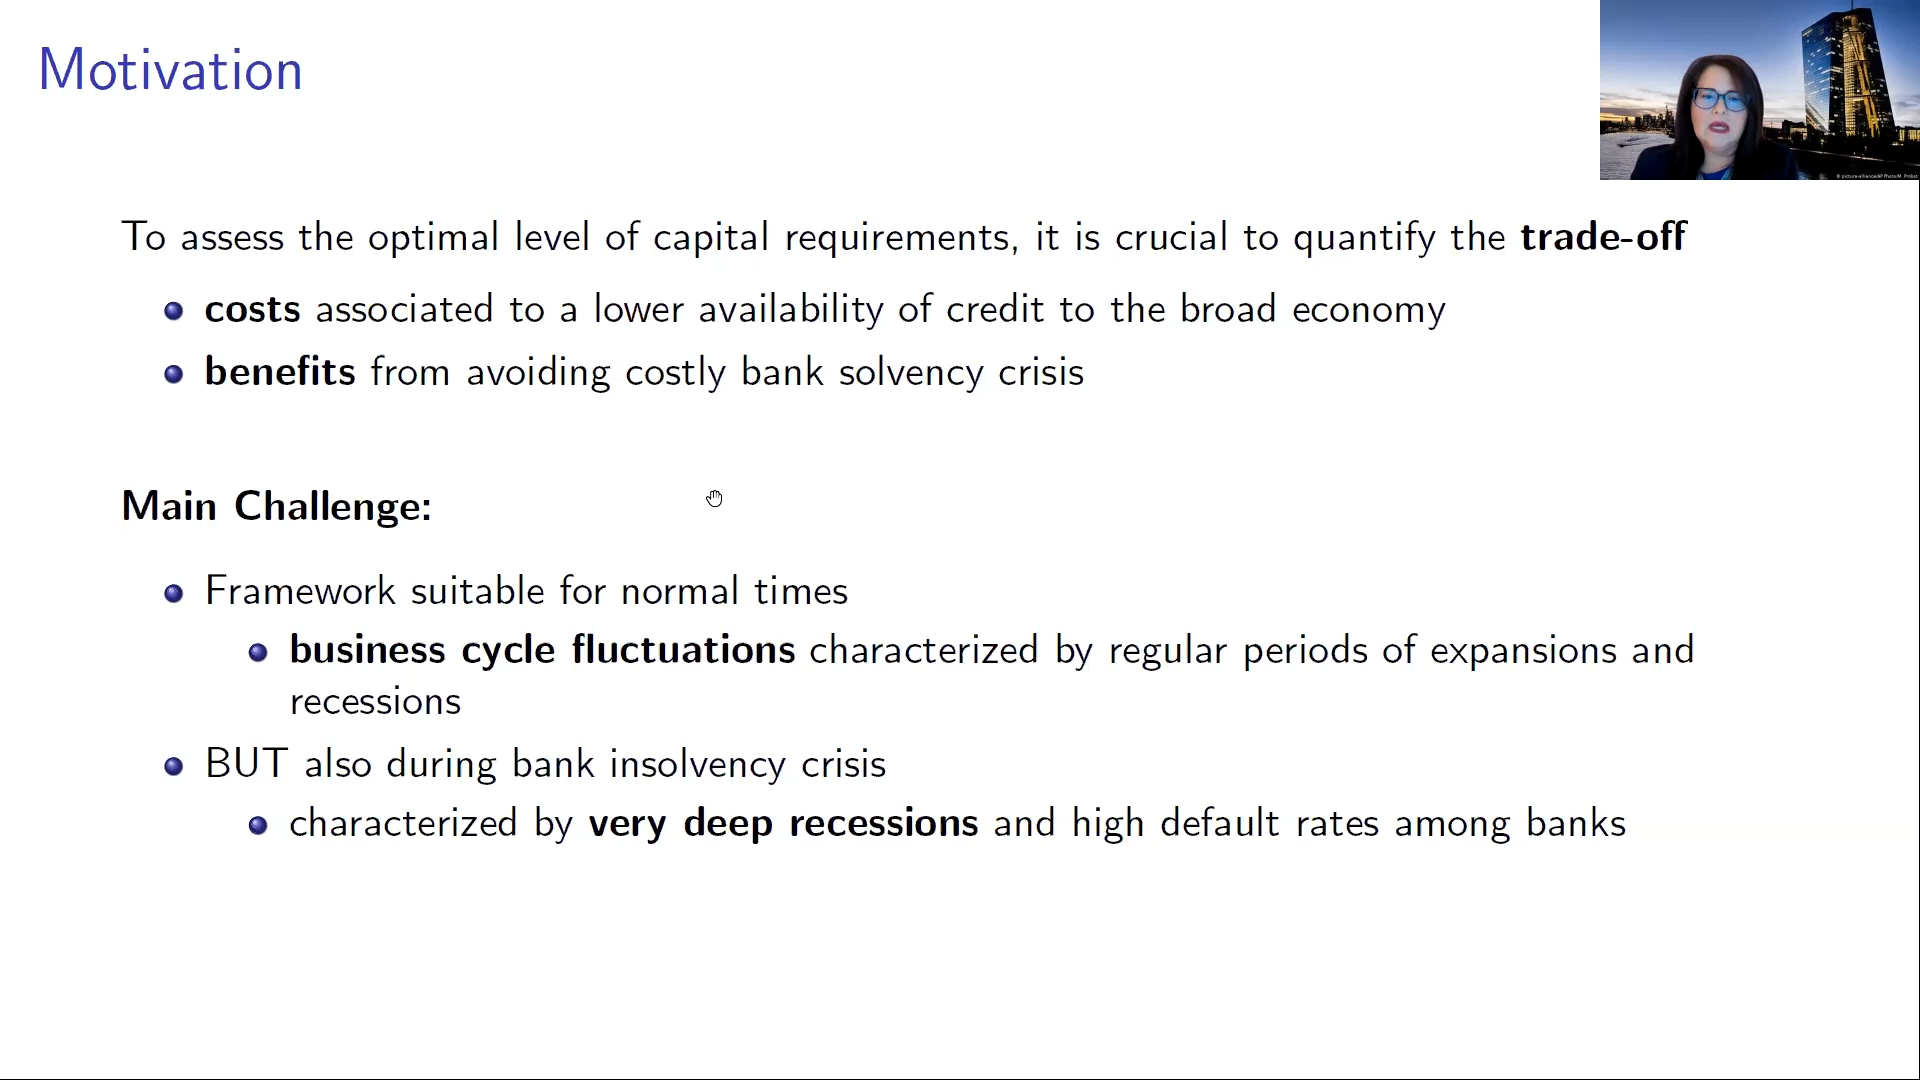 Motivation
To assess the optimal level of capital requirements, it is crucial to quantify the trade-off
costs associated to a lower availability of credit to the broad economy
benefits from avoiding costly bank solvency crisis
Main Challenge:
Framework suitable for normal times
business cycle fluctuations characterized by regular periods of expansions and
recessions
BUT also during bank insolvency crisis
characterized by very deep recessions and high default rates among banks